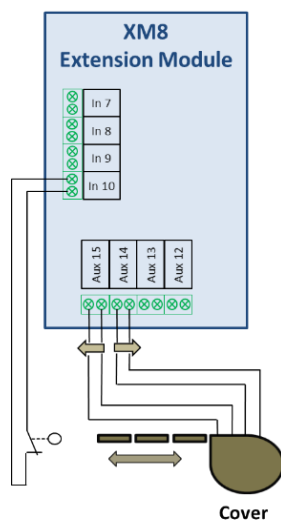 XM8
Extension Module
In 7
In 8
In 9
In 10
Aux 15
Aux 14
Aux 13
Aux 12
Cover